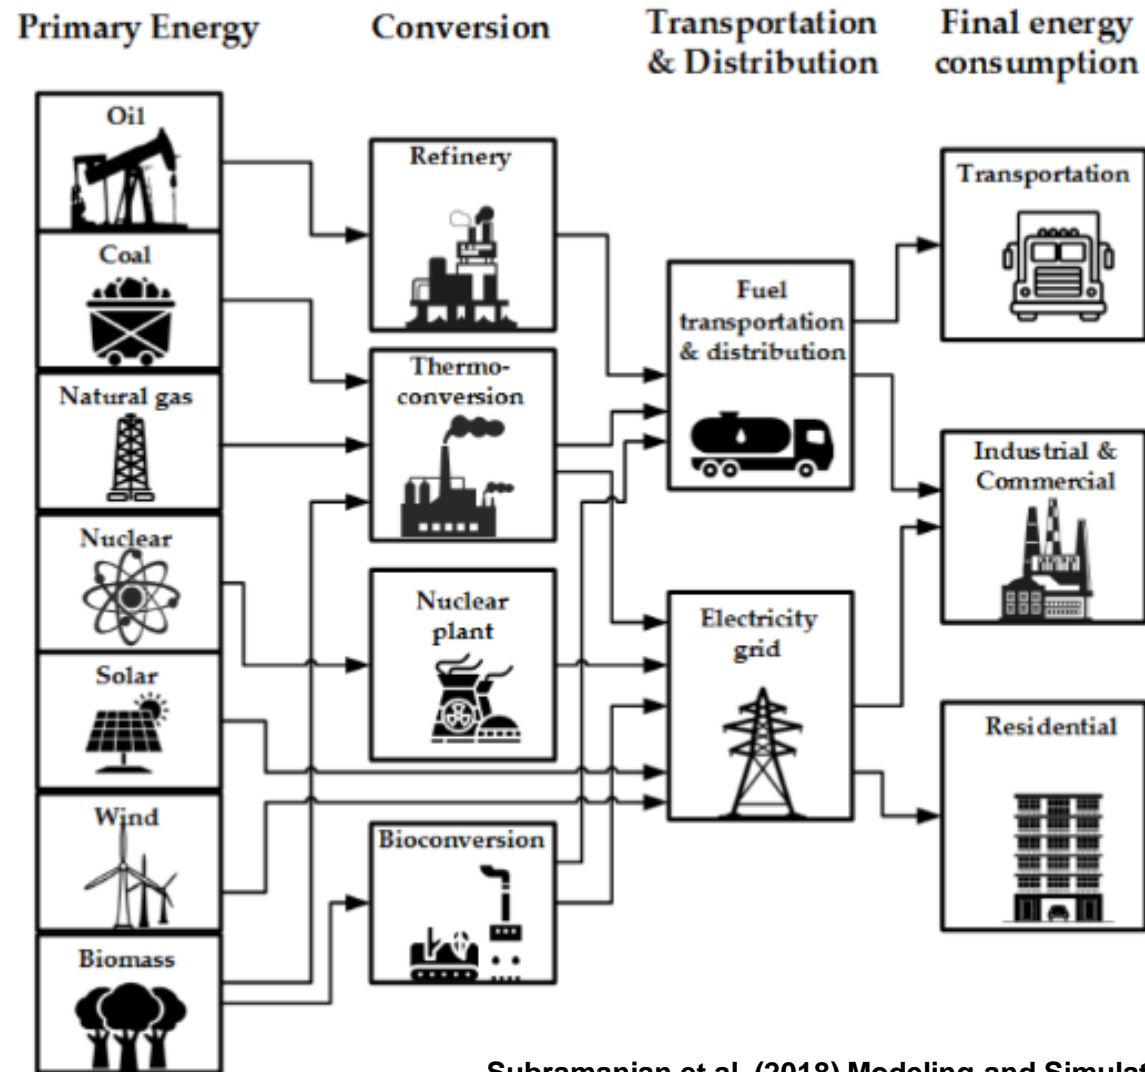 Primary Energy
Conversion
Transportation
& Distribution
Final energy
consumption
Oil
Coal
Natural gas
Nuclear
Solar
Wind
Biomass
Refinery
Thermo-
conversion
Nuclear
plant
Bioconversion
Fuel
transportation
& distribution
Electricity
grid
Transportation
Industrial &
Commercial
Residential
Subramanian et al. (2018) Modeling and Simulat